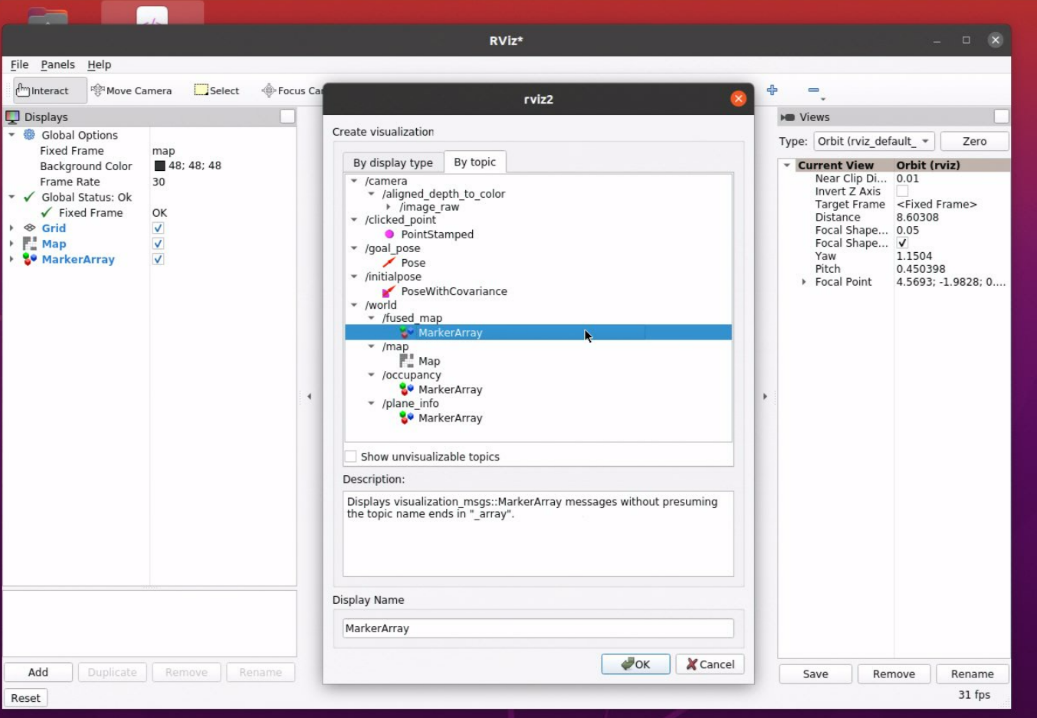 RViz*
File Panels Help
Interact Move Camera Select Focus Ca
Displays
Global Options
Fixed Frame map
Background Color 48; 48; 48
Frame Rate 30
Global Status: Ok
Fixed Frame OK
Grid
Map
MarkerArray
Add Duplicate Remove Rename
Reset
rviz2
Create visualization
By display type By topic
/camera
/aligned_depth_to_color
/image_raw
/clicked_point
PointStamped
/goal_pose
Pose
/initialpose
PoseWithCovariance
/world
/fused_map
MarkerArray
/map
Map
/occupancy
MarkerArray
/plane_info
MarkerArray
Show unvisualizable topics
Description:
Displays visualization_msgs::MarkerArray messages without presuming
the topic name ends in "_array".
Display Name
MarkerArray
OK Cancel
Views
Type: Orbit (rviz_default_ Zero
Current View Orbit (rviz)
Near Clip Di... 0.01
Invert Z Axis
Target Frame <Fixed Frame>
Distance 8.60308
Focal Shape... 0.05
Focal Shape...
Yaw 1.1504
Pitch 0.450398
Focal Point 4.5693; -1.9828; 0....
Save Remove Rename
31 fps